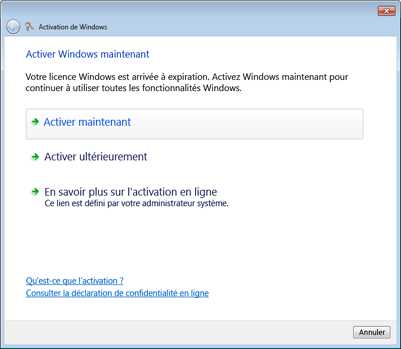 Activation de Windows
Activer Windows maintenant
Votre licence Windows est arrivée à expiration. Activez Windows maintenant pour
continuer à utiliser toutes les fonctionnalités Windows.
Activer maintenant
Activer ultérieurement
En savoir plus sur l'activation en ligne
Ce lien est défini par votre administrateur système.
Qu'est-ce que l'activation ?
Consulter la déclaration de confidentialité en ligne
Annuler